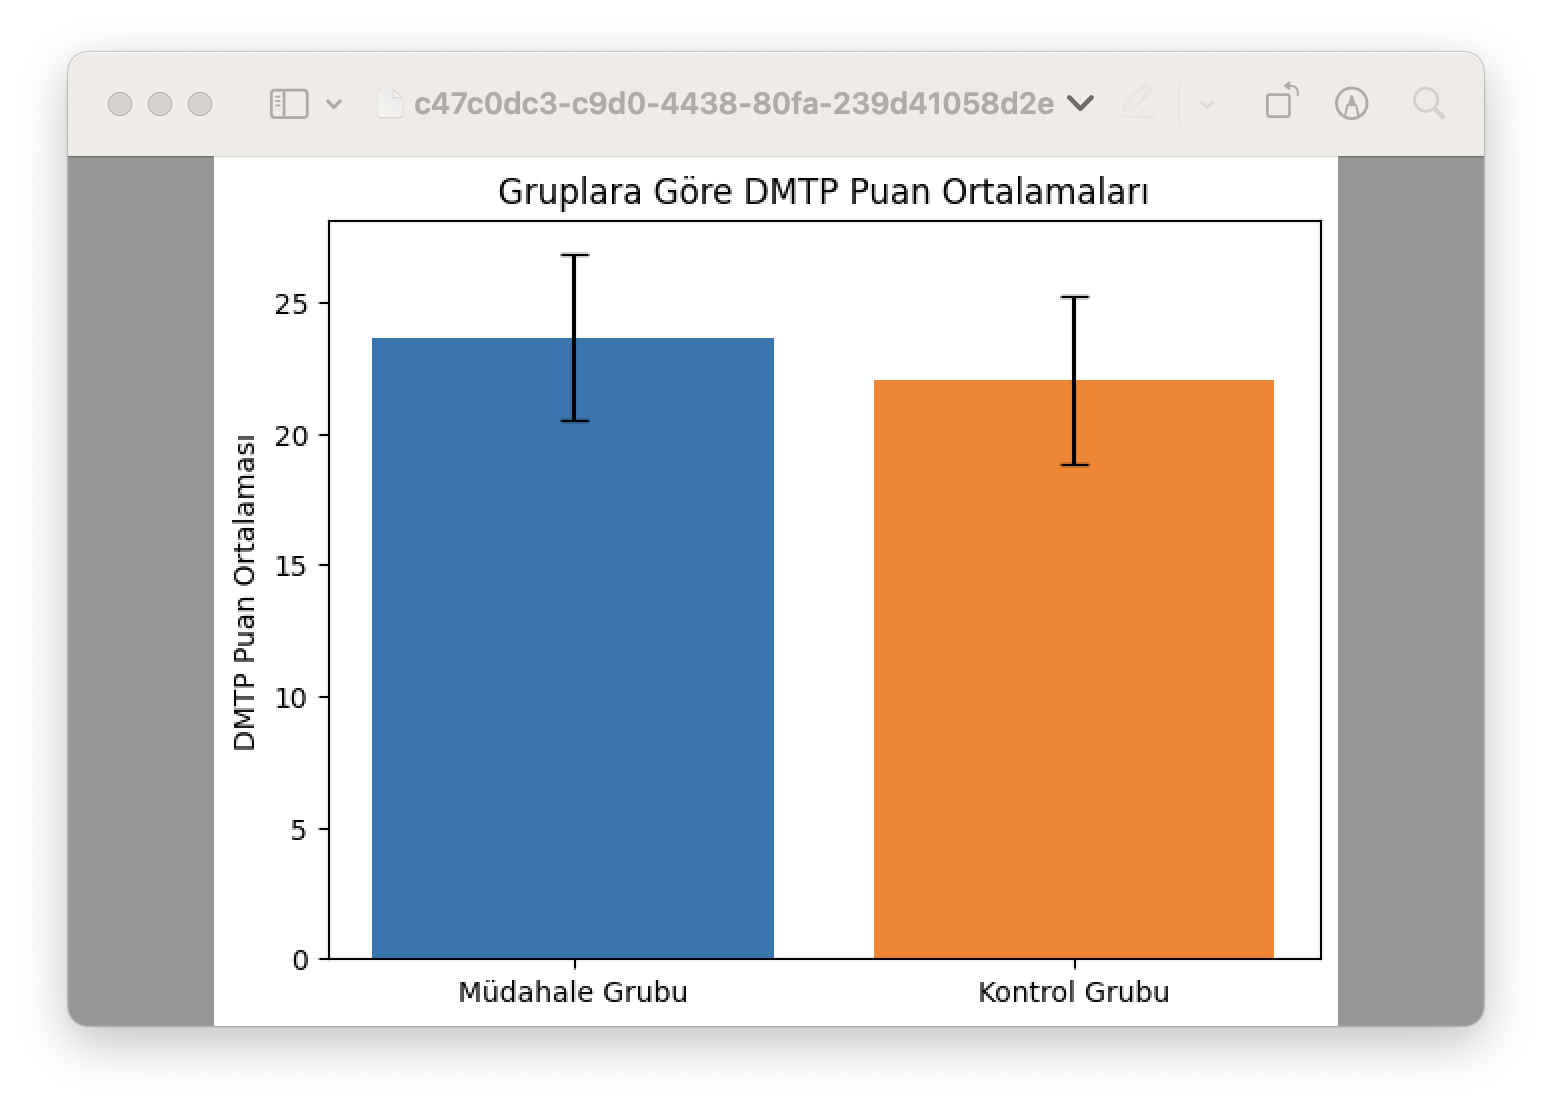 c47c0dc3-c9d0-4438-80fa-239d41058d2e
Gruplara Göre DMTP Puan Ortalamaları
DMTP Puan Ortalaması
25
20
15
10
5
0
Müdahale Grubu
Kontrol Grubu